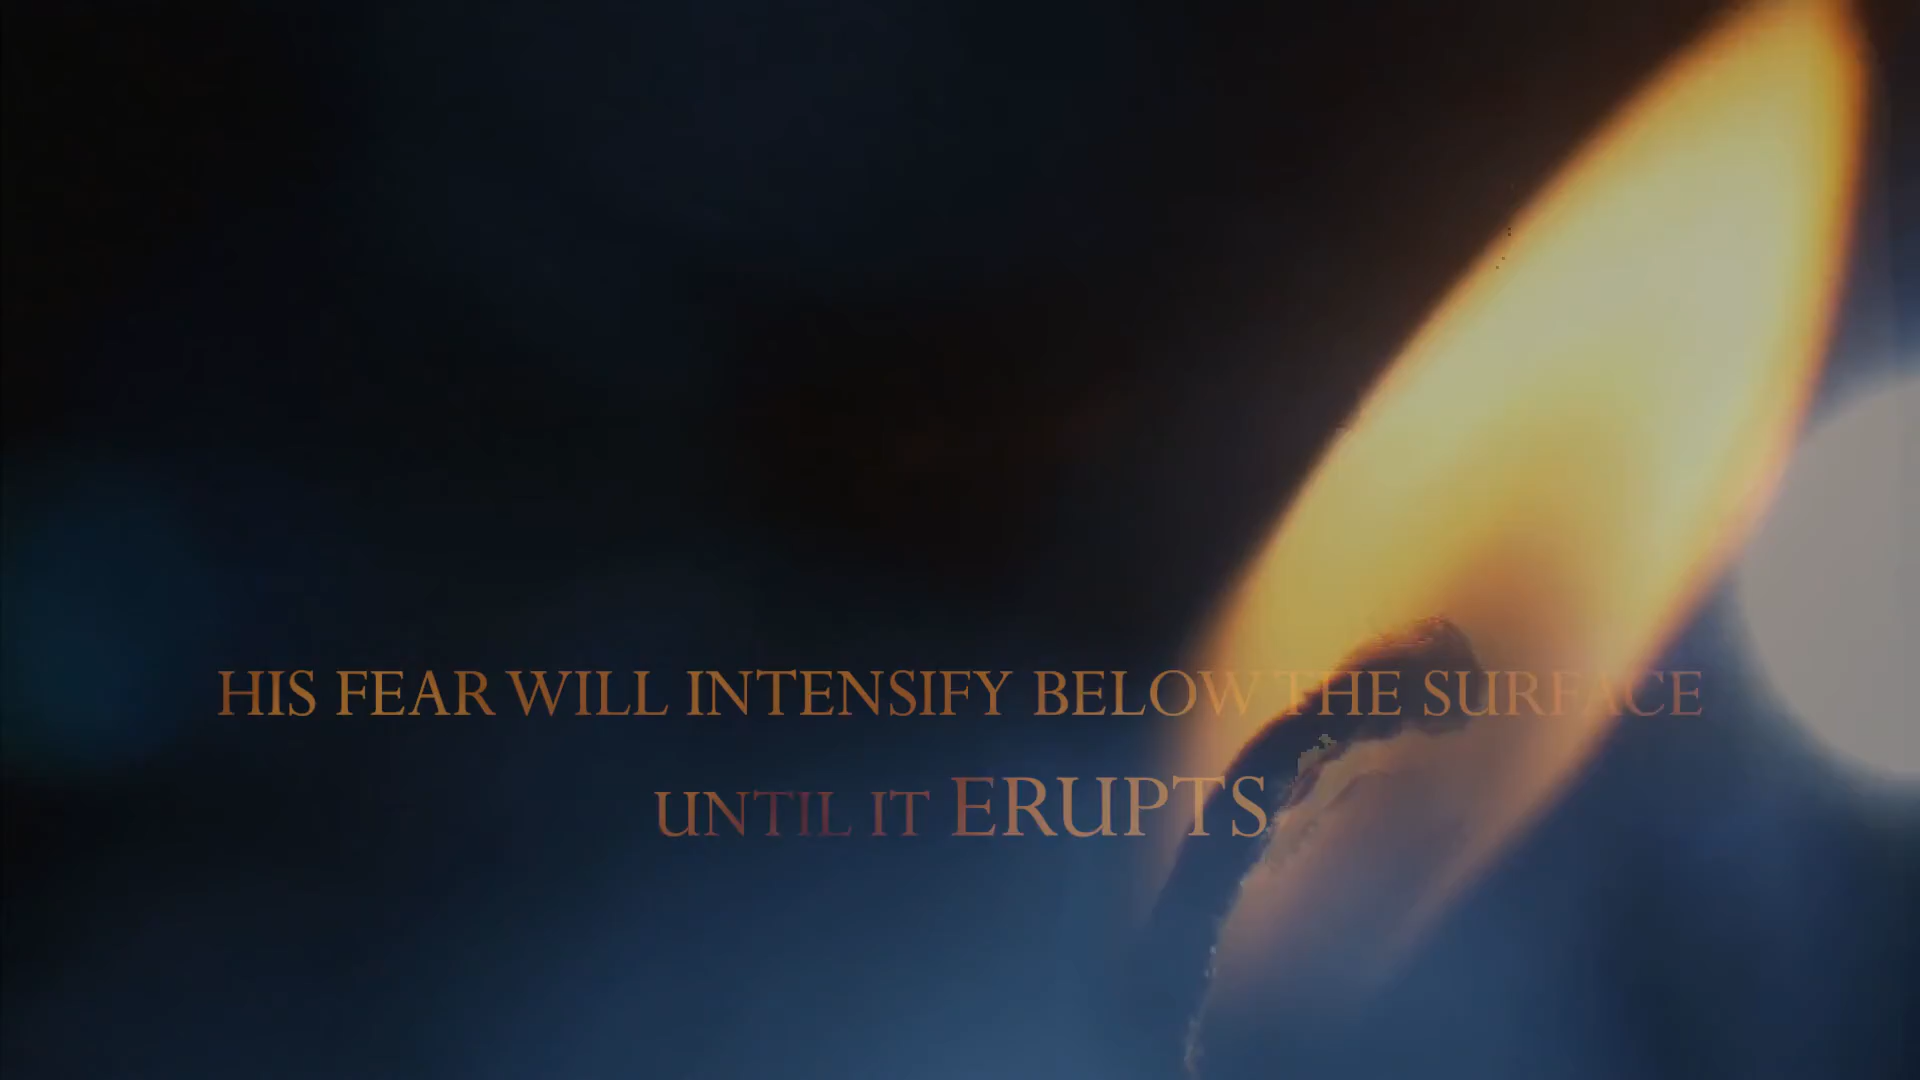 HIS FEAR WILL INTENSIFY BELOW THE SURFACE
UNTIL IT ERUPTS